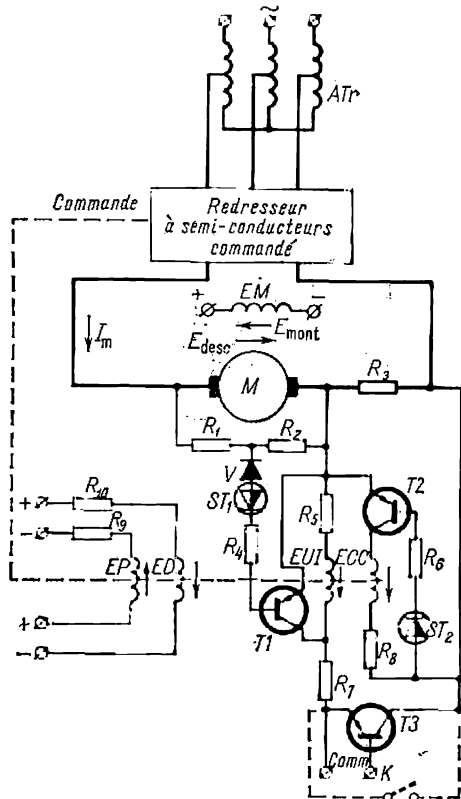 ~
ATr
Commande
Redresseur
à semi-conducteurs
commandé
+ EM −
I_m
E_mont
E_desc
M
R_3
R_1
R_2
V
T2
ST_1
R_10
+
R_5
−
R_9
R_4
EUI
ECC
R_6
EP
ED
ST_2
+
T1
R_8
−
R_7
T3
Comm
K